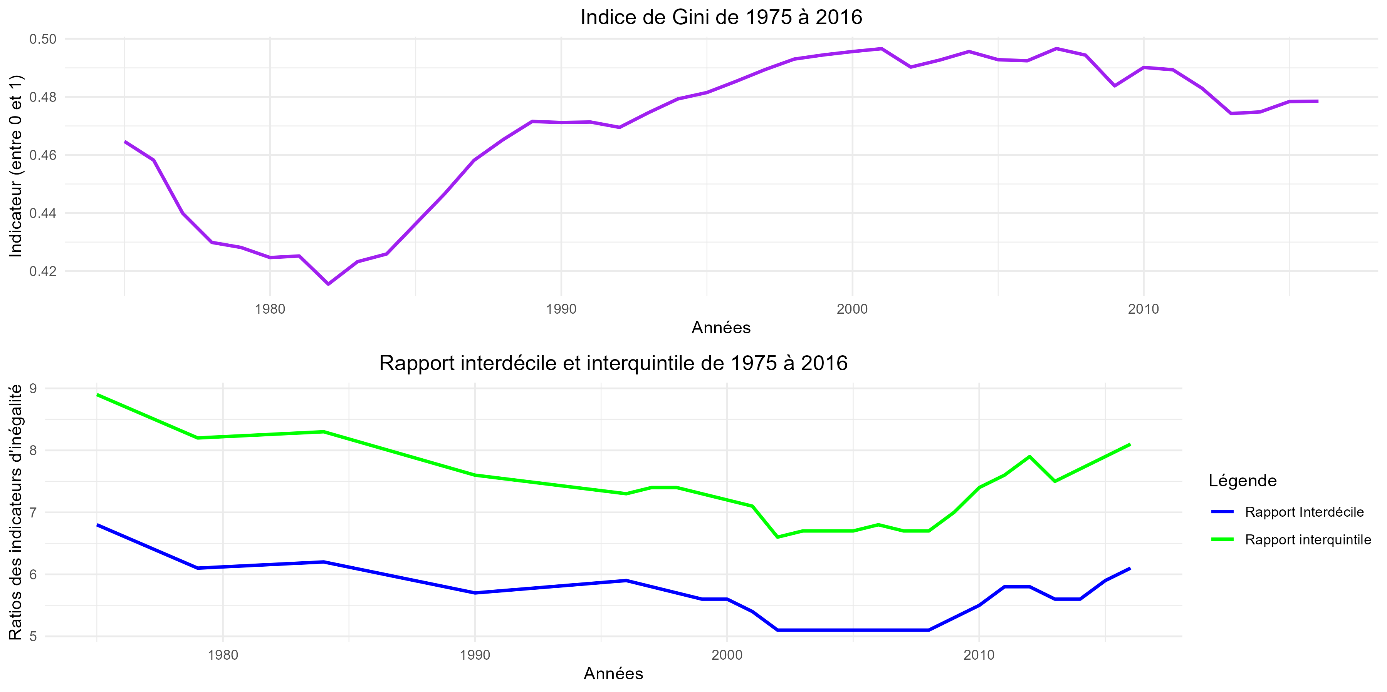 Indice de Gini de 1975 à 2016
Indicateur (entre 0 et 1)
0.50
0.48
0.46
0.44
0.42
1980
1990
2000
2010
Années
Rapport interdécile et interquintile de 1975 à 2016
Ratios des indicateurs d'inégalité
9
8
7
6
5
1980
1990
2000
2010
Années
Légende
Rapport Interdécile
Rapport interquintile